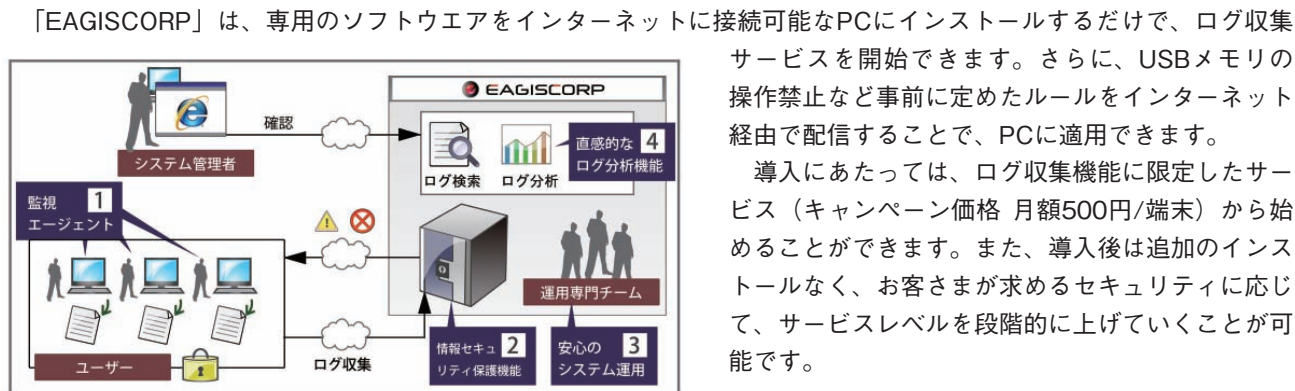 「EAGISCORP」は、専用のソフトウエアをインターネットに接続可能なPCにインストールするだけで、ログ収集
サービスを開始できます。さらに、USBメモリの
操作禁止など事前に定めたルールをインターネット
経由で配信することで、PCに適用できます。
導入にあたっては、ログ収集機能に限定したサー
ビス（キャンペーン価格 月額500円/端末）から始
めることができます。また、導入後は追加のインス
トールなく、お客さまが求めるセキュリティに応じ
て、サービスレベルを段階的に上げていくことが可
能です。
システム管理者
確認
EAGISCORP
ログ検索
ログ分析
直感的な 4
ログ分析機能
監視 1
エージェント
ユーザー
ログ収集
運用専門チーム
情報セキュ 2
リティ保護機能
安心の 3
システム運用